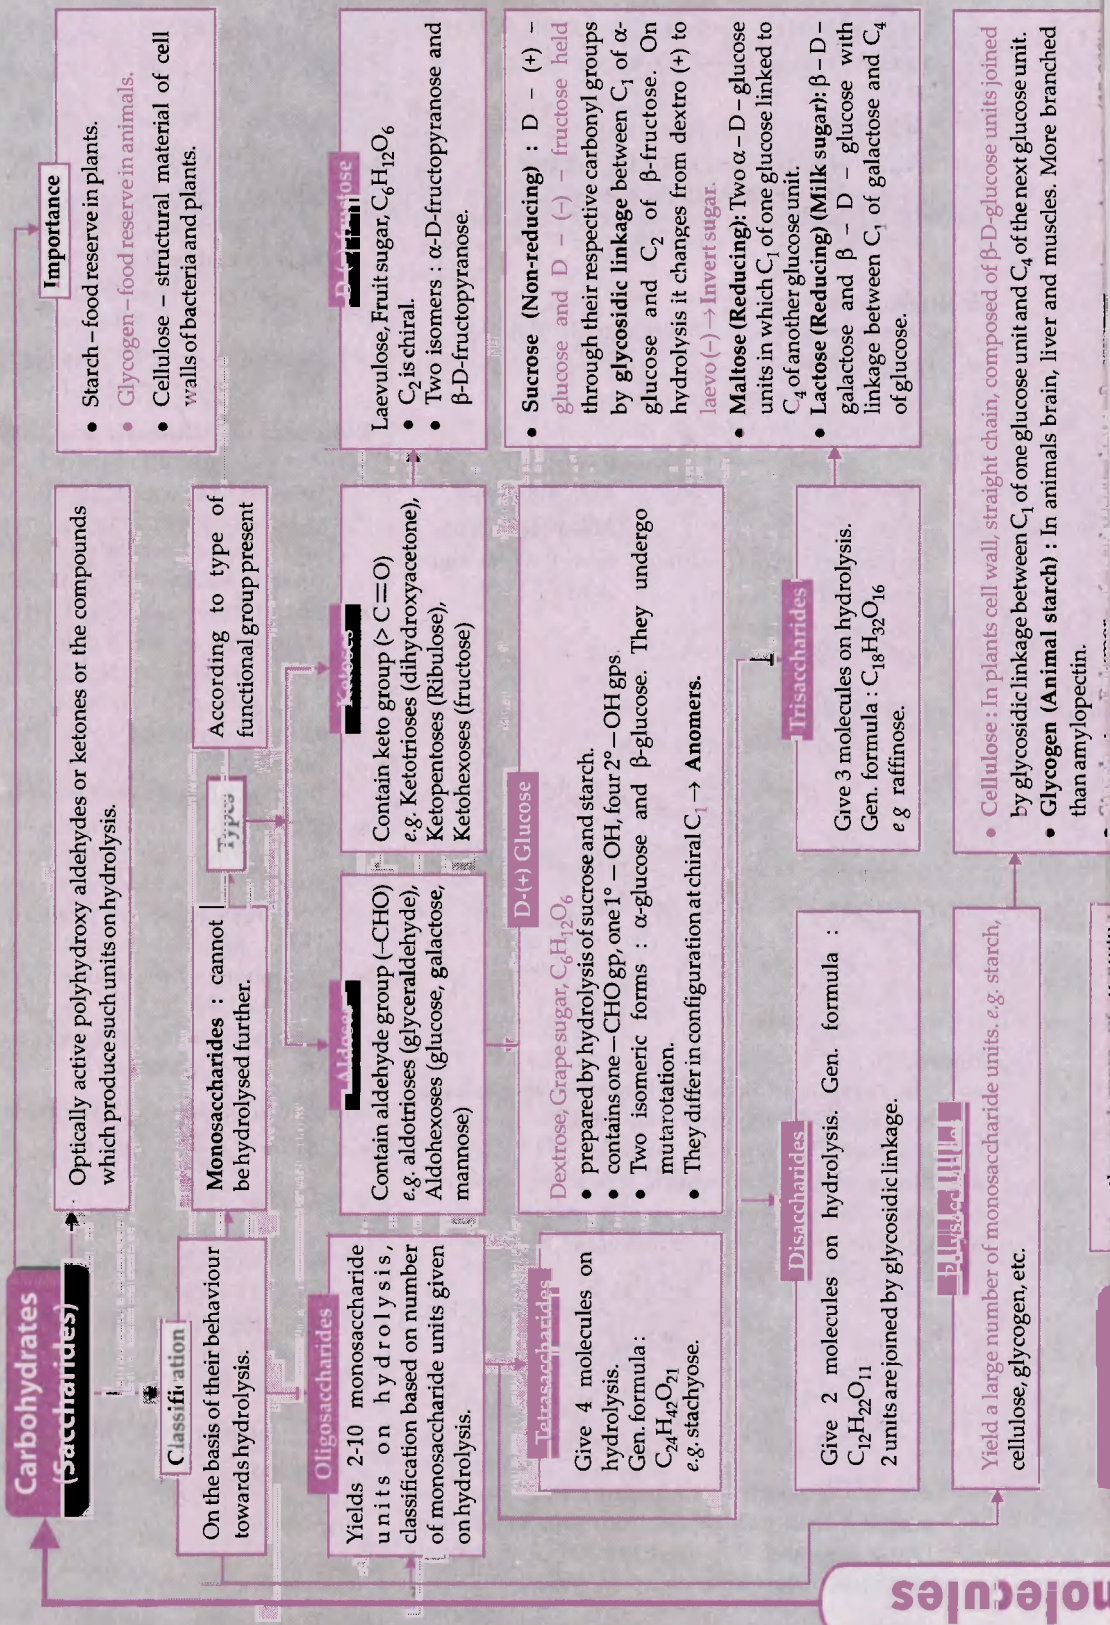 Carbohydrates
(Saccharides)
Optically active polyhydroxy aldehydes or ketones or the compounds
which produce such units on hydrolysis.
Importance
• Starch – food reserve in plants.
• Glycogen – food reserve in animals.
• Cellulose – structural material of cell
walls of bacteria and plants.
Classification
On the basis of their behaviour
towards hydrolysis.
Monosaccharides : cannot
be hydrolysed further.
Types
According to type of
functional group present
Oligosaccharides
Yields 2-10 monosaccharide
units on hydrolysis,
classification based on number
of monosaccharide units given
on hydrolysis.
Aldoses
Contain aldehyde group (–CHO)
e.g. aldotrioses (glyceraldehyde),
Aldohexoses (glucose, galactose,
mannose)
Ketoses
Contain keto group (> C=O)
e.g. Ketotrioses (dihydroxyacetone),
Ketopentoses (Ribulose),
Ketohexoses (fructose)
D-(–) Fructose
Laevulose, Fruit sugar, C₆H₁₂O₆
• C₂ is chiral.
• Two isomers : α-D-fructopyranose and
β-D-fructopyranose.
Tetrasaccharides
Give 4 molecules on
hydrolysis.
Gen. formula :
C₂₄H₄₂O₂₁
e.g. stachyose.
D-(+) Glucose
Dextrose, Grape sugar, C₆H₁₂O₆
• prepared by hydrolysis of sucrose and starch.
• contains one – CHO gp, one 1° – OH, four 2° – OH gps.
• Two isomeric forms : α-glucose and β-glucose. They undergo
mutarotation.
• They differ in configuration at chiral C₁ → Anomers.
• Sucrose (Non-reducing) : D – (+) –
glucose and D – (–) – fructose held
through their respective carbonyl groups
by glycosidic linkage between C₁ of α-
glucose and C₂ of β-fructose. On
hydrolysis it changes from dextro (+) to
laevo (–) → Invert sugar.
• Maltose (Reducing): Two α – D – glucose
units in which C₁ of one glucose linked to
C₄ of another glucose unit.
• Lactose (Reducing) (Milk sugar): β – D –
galactose and β – D – glucose with
linkage between C₁ of galactose and C₄
of glucose.
Disaccharides
Give 2 molecules on hydrolysis. Gen. formula :
C₁₂H₂₂O₁₁
2 units are joined by glycosidic linkage.
Trisaccharides
Give 3 molecules on hydrolysis.
Gen. formula : C₁₈H₃₂O₁₆
e g raffinose.
Yield a large number of monosaccharide units. e.g. starch,
cellulose, glycogen, etc.
• Cellulose : In plants cell wall, straight chain, composed of β-D-glucose units joined
by glycosidic linkage between C₁ of one glucose unit and C₄ of the next glucose unit.
• Glycogen (Animal starch) : In animals brain, liver and muscles. More branched
than amylopectin.
molecules